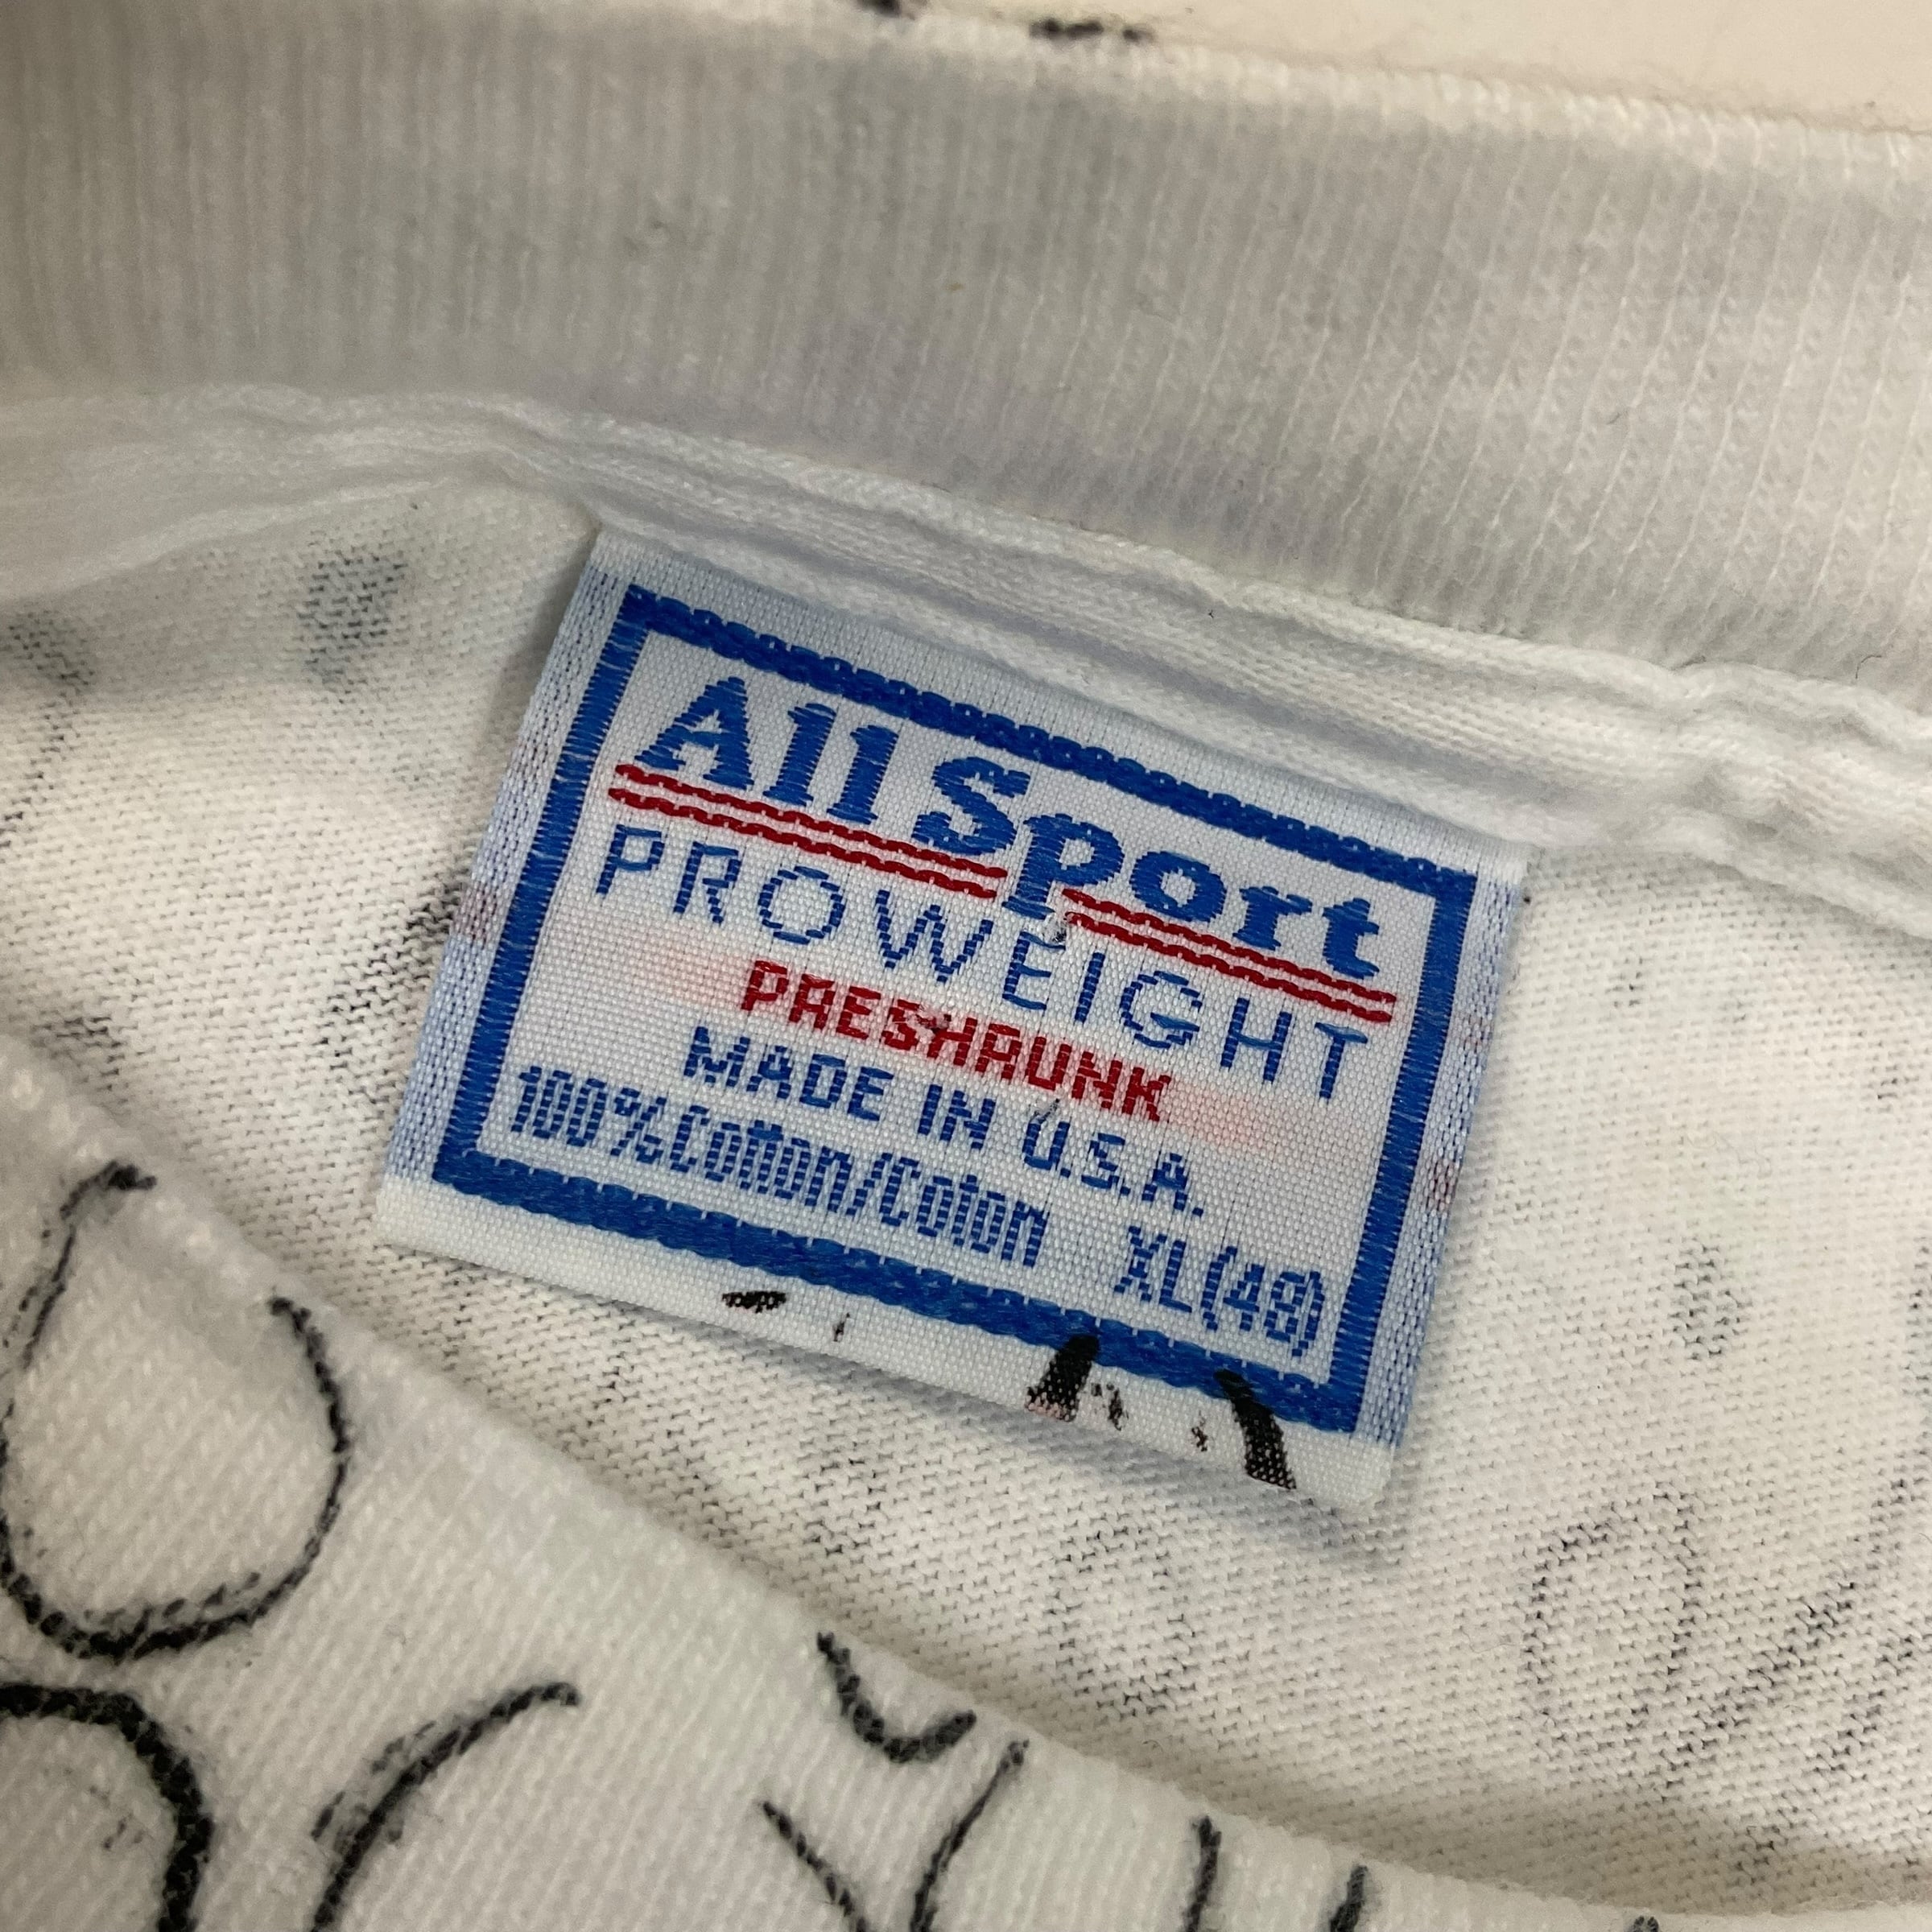 All Sport
PROWEIGHT
PRESHRUNK
MADE IN U.S.A.
100% Cotton/Coton XL(48)